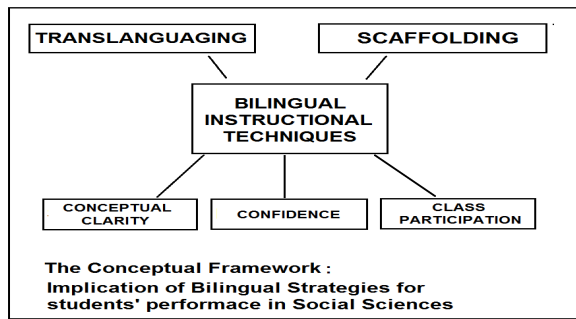 TRANSLANGUAGING
SCAFFOLDING
BILINGUAL
INSTRUCTIONAL
TECHNIQUES
CONCEPTUAL
CLARITY
CONFIDENCE
CLASS
PARTICIPATION
The Conceptual Framework :
Implication of Bilingual Strategies for
students' performace in Social Sciences